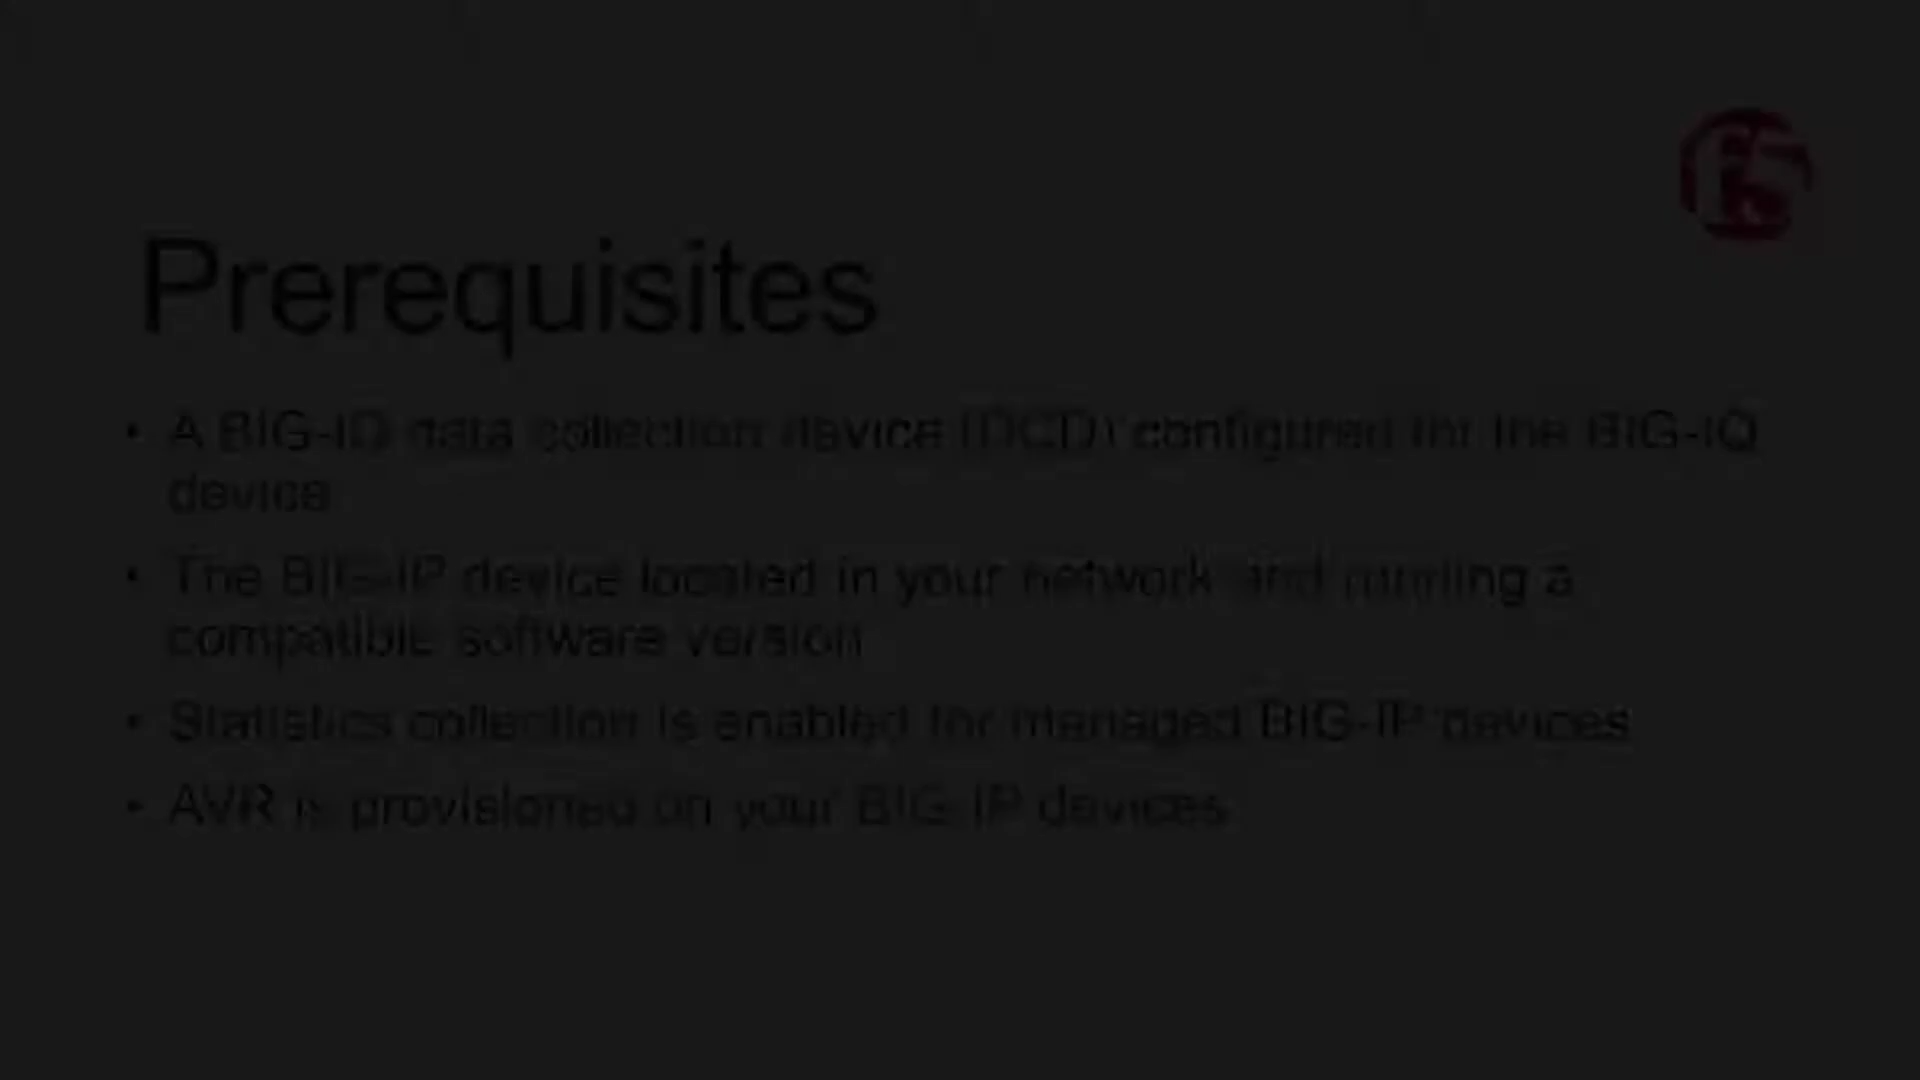 Prerequisites
• A BIG-IQ data collection device (DCD) configured for the BIG-IQ
device
• The BIG-IP device located in your network and running a
compatible software version
• Statistics collection is enabled for managed BIG-IP devices
• AVR is provisioned on your BIG-IP devices